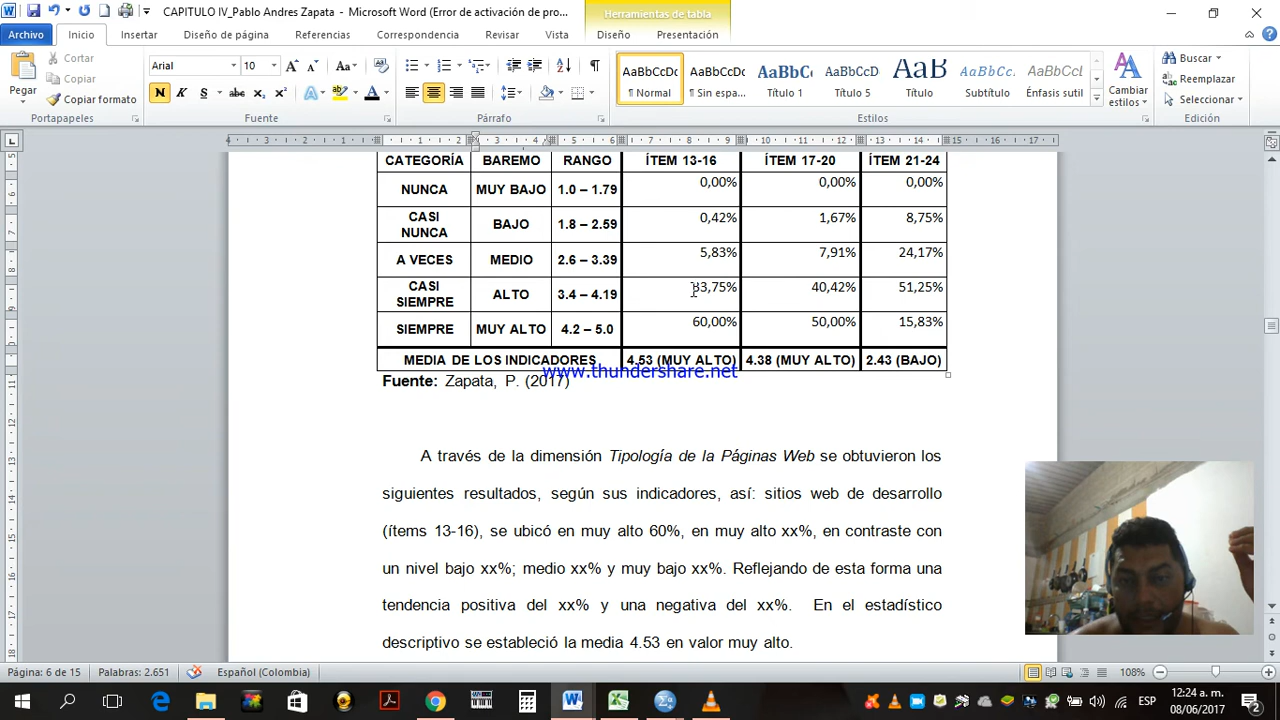 CAPITULO IV_Pablo Andres Zapata - Microsoft Word (Error de activación de pro...
Herramientas de tabla
Archivo Inicio Insertar Diseño de página Referencias Correspondencia Revisar Vista Diseño Presentación
Pegar
Cortar
Copiar
Copiar formato
Portapapeles
Arial 10
Fuente
Párrafo
AaBbCcDc AaBbCcDc AaBbC AaBbCcDc AaB AaBbCcL AaBbCcDc
¶ Normal ¶ Sin espa... Título 1 Título 5 Título Subtítulo Énfasis sutil
Cambiar estilos
Estilos
Buscar
Reemplazar
Seleccionar
Edición
CATEGORÍA BAREMO RANGO ÍTEM 13-16 ÍTEM 17-20 ÍTEM 21-24
NUNCA MUY BAJO 1.0 – 1.79 0,00% 0,00% 0,00%
CASI NUNCA BAJO 1.8 – 2.59 0,42% 1,67% 8,75%
A VECES MEDIO 2.6 – 3.39 5,83% 7,91% 24,17%
CASI SIEMPRE ALTO 3.4 – 4.19 33,75% 40,42% 51,25%
SIEMPRE MUY ALTO 4.2 – 5.0 60,00% 50,00% 15,83%
MEDIA DE LOS INDICADORES 4.53 (MUY ALTO) 4.38 (MUY ALTO) 2.43 (BAJO)
www.thundershare.net
Fuente: Zapata, P. (2017)
A través de la dimensión Tipología de la Páginas Web se obtuvieron los
siguientes resultados, según sus indicadores, así: sitios web de desarrollo
(ítems 13-16), se ubicó en muy alto 60%, en muy alto xx%, en contraste con
un nivel bajo xx%; medio xx% y muy bajo xx%. Reflejando de esta forma una
tendencia positiva del xx% y una negativa del xx%. En el estadístico
descriptivo se estableció la media 4.53 en valor muy alto.
Página: 6 de 15 Palabras: 2.651 Español (Colombia) 108%
ESP
12:24 a. m.
08/06/2017